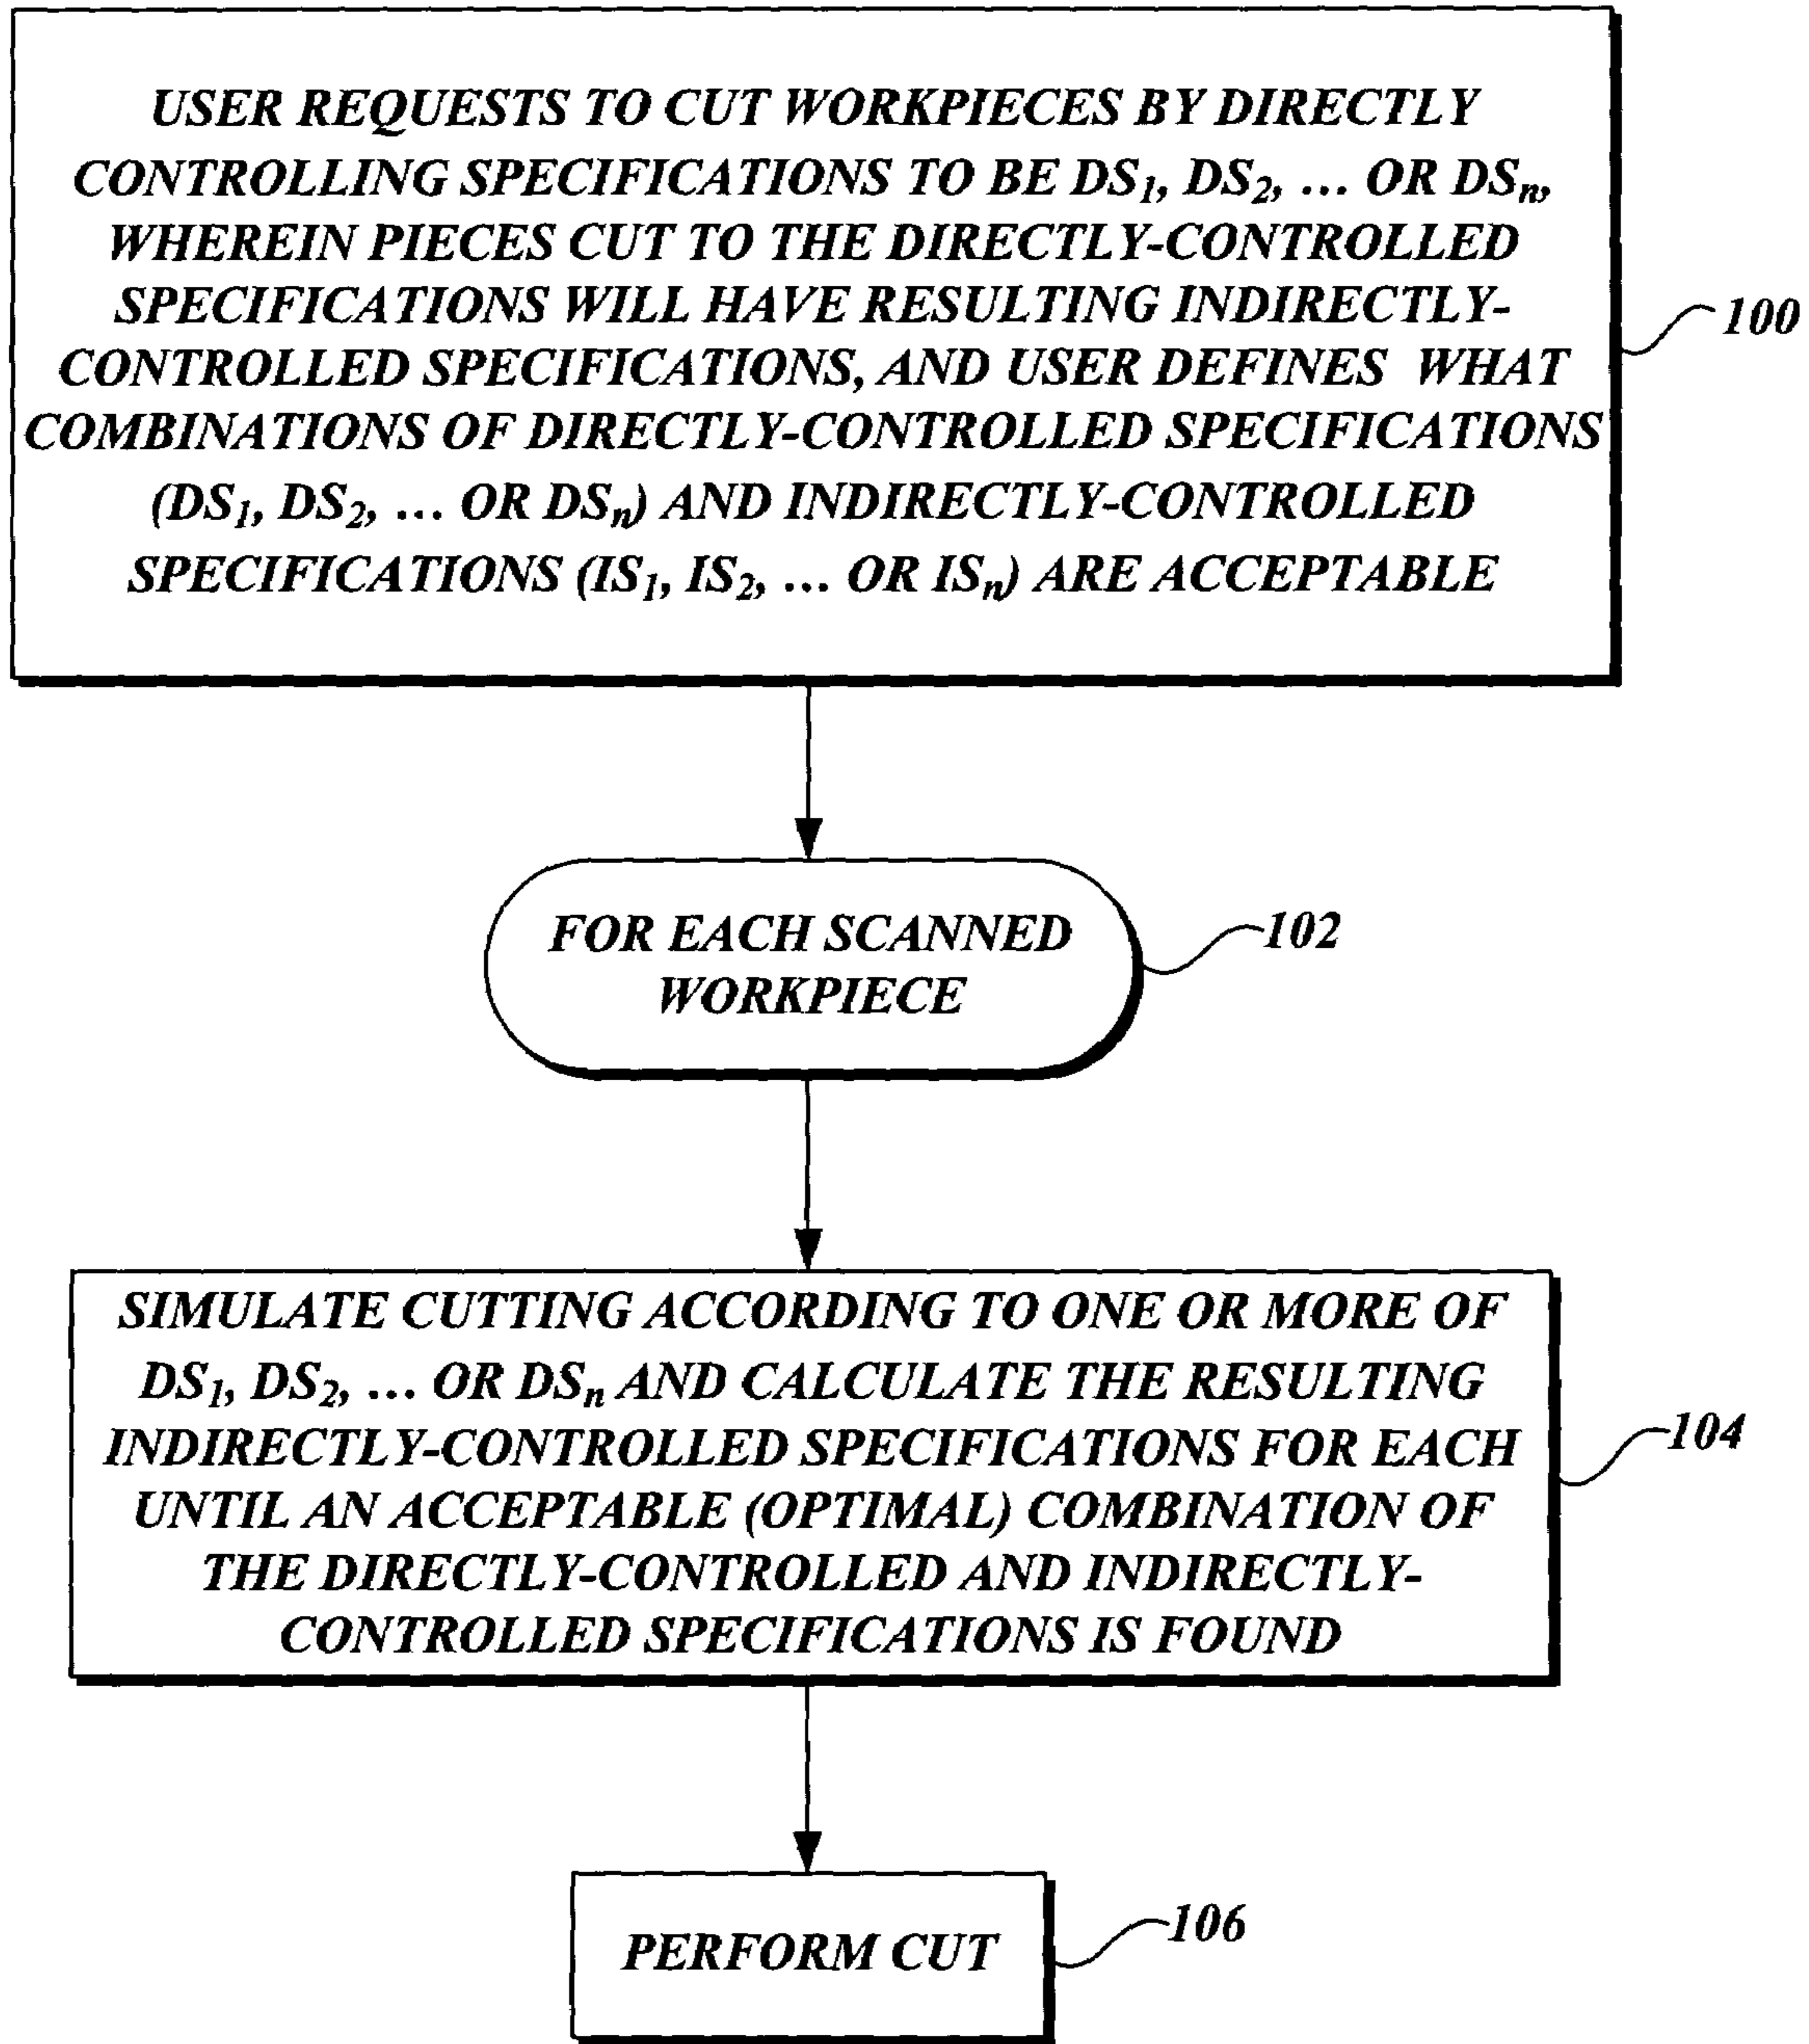 USER REQUESTS TO CUT WORKPIECES BY DIRECTLY
CONTROLLING SPECIFICATIONS TO BE DS₁, DS₂, ... OR DSₙ,
WHEREIN PIECES CUT TO THE DIRECTLY-CONTROLLED
SPECIFICATIONS WILL HAVE RESULTING INDIRECTLY-
CONTROLLED SPECIFICATIONS, AND USER DEFINES WHAT
COMBINATIONS OF DIRECTLY-CONTROLLED SPECIFICATIONS
(DS₁, DS₂, ... OR DSₙ) AND INDIRECTLY-CONTROLLED
SPECIFICATIONS (IS₁, IS₂, ... OR ISₙ) ARE ACCEPTABLE
100
FOR EACH SCANNED
WORKPIECE
102
SIMULATE CUTTING ACCORDING TO ONE OR MORE OF
DS₁, DS₂, ... OR DSₙ AND CALCULATE THE RESULTING
INDIRECTLY-CONTROLLED SPECIFICATIONS FOR EACH
UNTIL AN ACCEPTABLE (OPTIMAL) COMBINATION OF
THE DIRECTLY-CONTROLLED AND INDIRECTLY-
CONTROLLED SPECIFICATIONS IS FOUND
104
PERFORM CUT
106